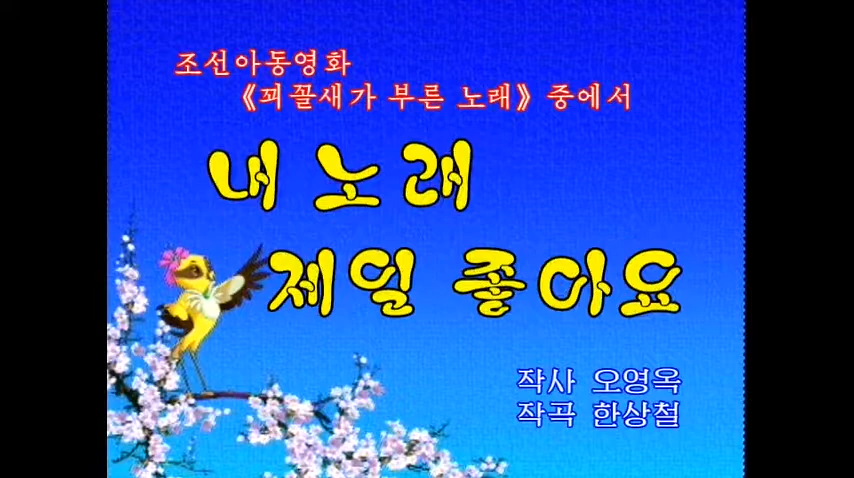 조선아동영화
《꾀꼴새가 부른 노래》중에서
내 노래
제일 좋아요
작사 오영옥
작곡 한상철